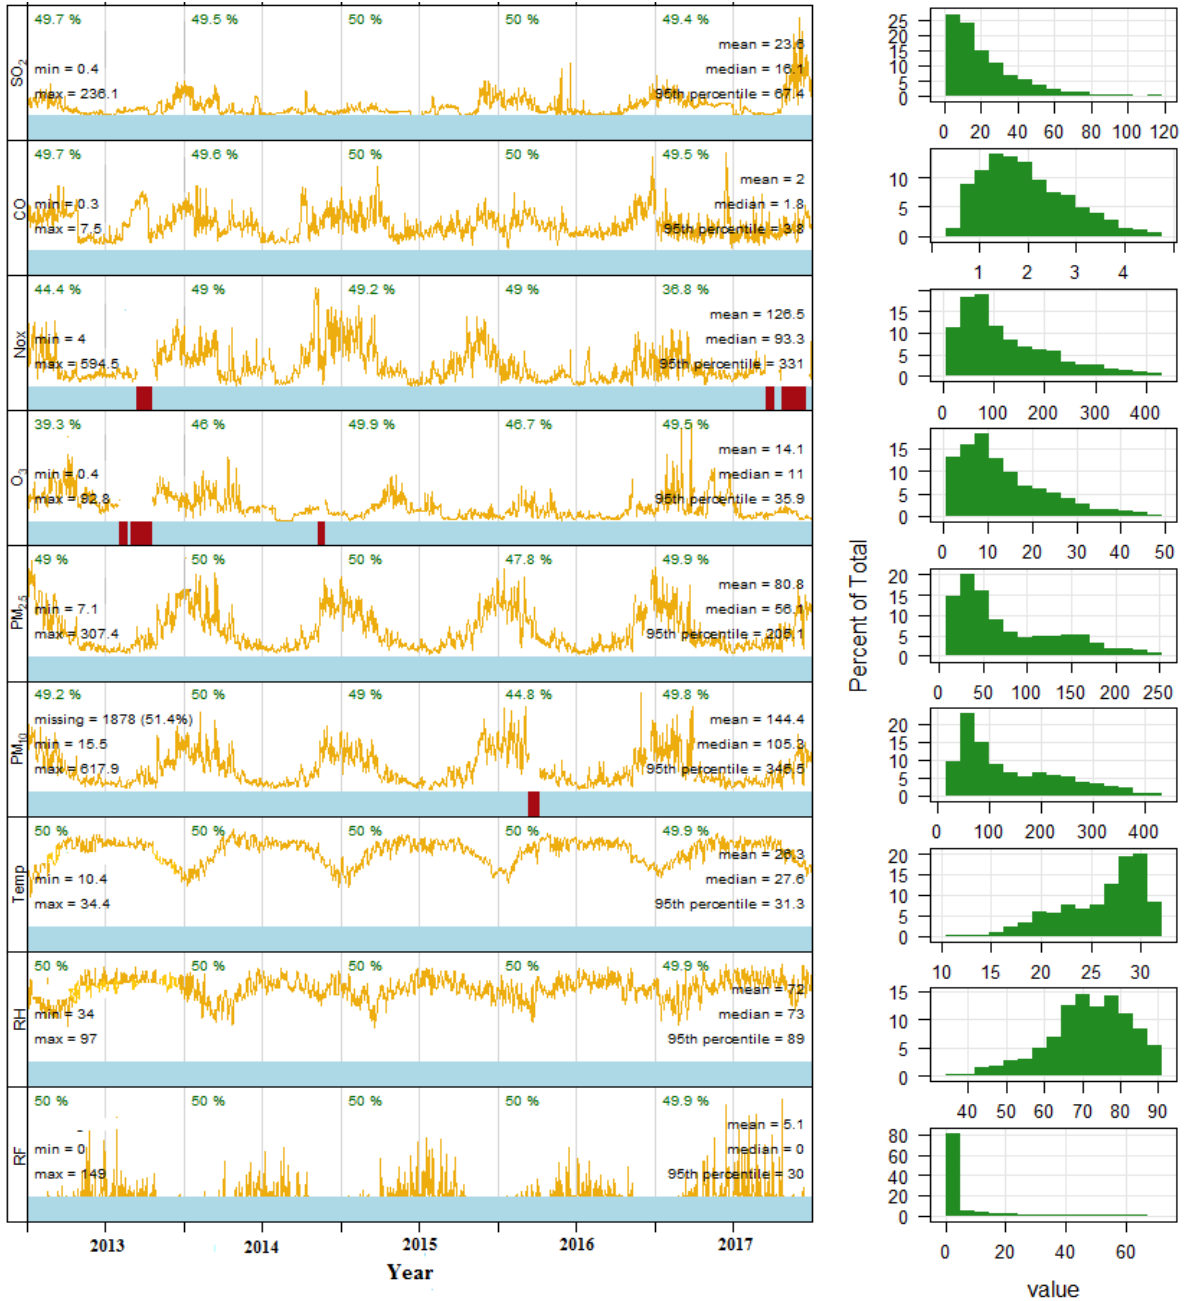 49.7 % 49.5 % 50 % 50 % 49.4 %
SO2
min = 0.4
max = 236.1
mean = 23.6
median = 16.1
95th percentile = 67.4
49.7 % 49.6 % 50 % 50 % 49.5 %
CO
min = 0.3
max = 7.5
mean = 2
median = 1.8
95th percentile = 3.8
44.4 % 49 % 49.2 % 49 % 36.8 %
Nox
min = 4
max = 594.5
mean = 126.5
median = 93.3
95th percentile = 331
39.3 % 46 % 49.9 % 46.7 % 49.5 %
O3
min = 0.4
max = 92.8
mean = 14.1
median = 11
95th percentile = 35.9
49 % 50 % 50 % 47.8 % 49.9 %
PM2.5
min = 7.1
max = 307.4
mean = 80.8
median = 56.1
95th percentile = 205.1
49.2 % 50 % 49 % 44.8 % 49.8 %
PM10
missing = 1878 (51.4%)
min = 15.5
max = 617.9
mean = 144.4
median = 105.3
95th percentile = 345.5
50 % 50 % 50 % 50 % 49.9 %
Temp
min = 10.4
max = 34.4
mean = 26.3
median = 27.6
95th percentile = 31.3
50 % 50 % 50 % 50 % 49.9 %
RH
min = 34
max = 97
mean = 72
median = 73
95th percentile = 89
50 % 50 % 50 % 50 % 49.9 %
RF
min = 0
max = 149
mean = 5.1
median = 0
95th percentile = 30
2013 2014 2015 2016 2017
Year
25
20
15
10
5
0
0 20 40 60 80 100 120
10
5
0
1 2 3 4
15
10
5
0
0 100 200 300 400
15
10
5
0
0 10 20 30 40 50
Percent of Total
20
15
10
5
0
0 50 100 150 200 250
20
15
10
5
0
0 100 200 300 400
20
15
10
5
0
10 15 20 25 30
15
10
5
0
40 50 60 70 80 90
80
60
40
20
0
0 20 40 60
value